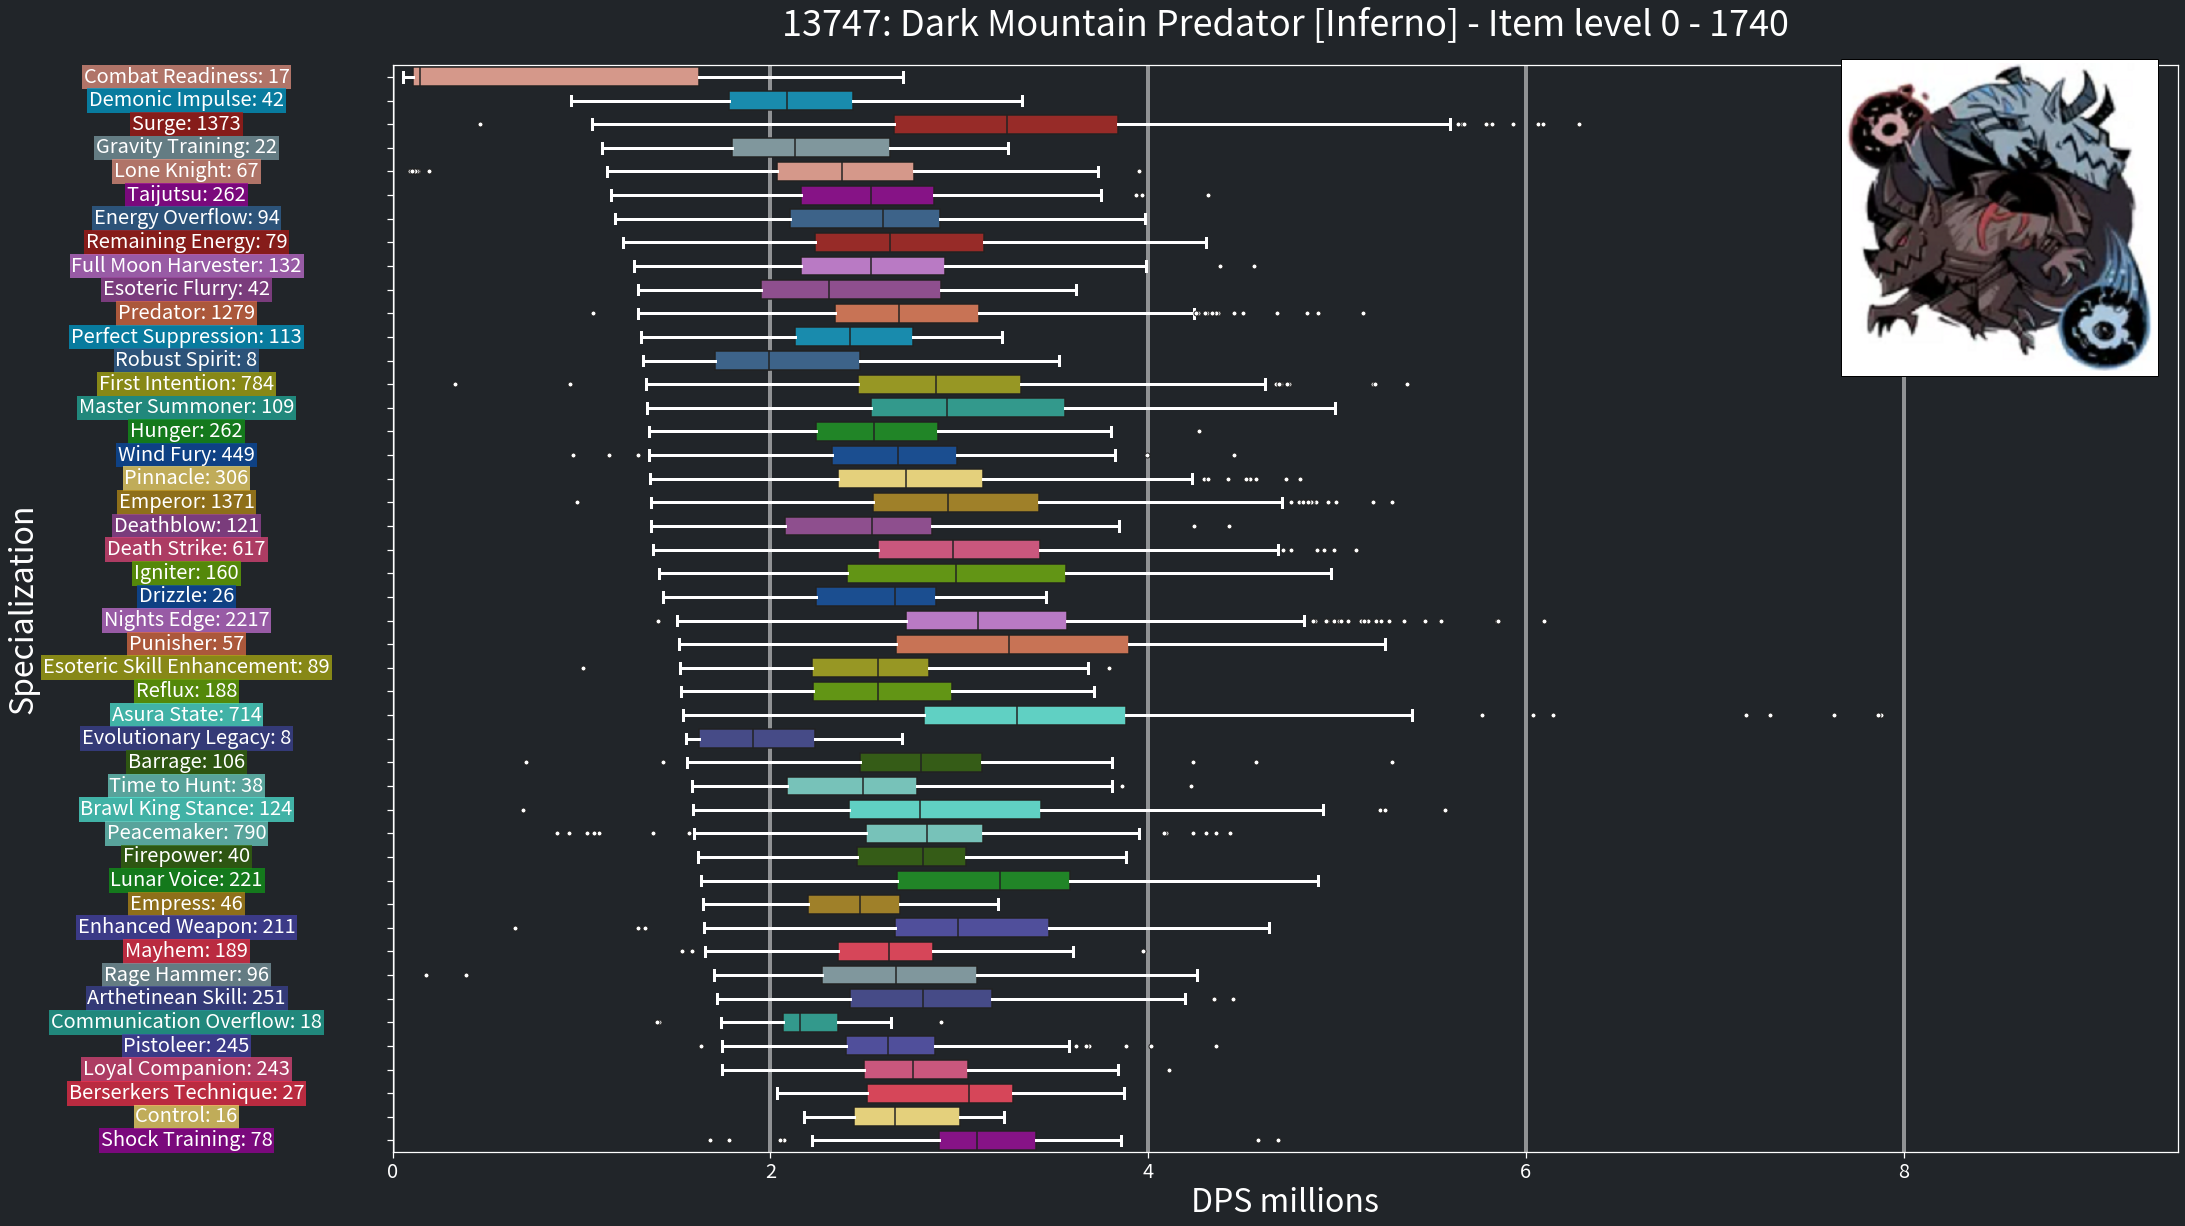 13747: Dark Mountain Predator [Inferno] - Item level 0 - 1740
Combat Readiness: 17
Demonic Impulse: 42
Surge: 1373
Gravity Training: 22
Lone Knight: 67
Taijutsu: 262
Energy Overflow: 94
Remaining Energy: 79
Full Moon Harvester: 132
Esoteric Flurry: 42
Predator: 1279
Perfect Suppression: 113
Robust Spirit: 8
First Intention: 784
Master Summoner: 109
Hunger: 262
Wind Fury: 449
Pinnacle: 306
Emperor: 1371
Deathblow: 121
Death Strike: 617
Igniter: 160
Drizzle: 26
Nights Edge: 2217
Punisher: 57
Esoteric Skill Enhancement: 89
Reflux: 188
Asura State: 714
Evolutionary Legacy: 8
Barrage: 106
Time to Hunt: 38
Brawl King Stance: 124
Peacemaker: 790
Firepower: 40
Lunar Voice: 221
Empress: 46
Enhanced Weapon: 211
Mayhem: 189
Rage Hammer: 96
Arthetinean Skill: 251
Communication Overflow: 18
Pistoleer: 245
Loyal Companion: 243
Berserkers Technique: 27
Control: 16
Shock Training: 78
Specialization
0 2 4 6 8
DPS millions